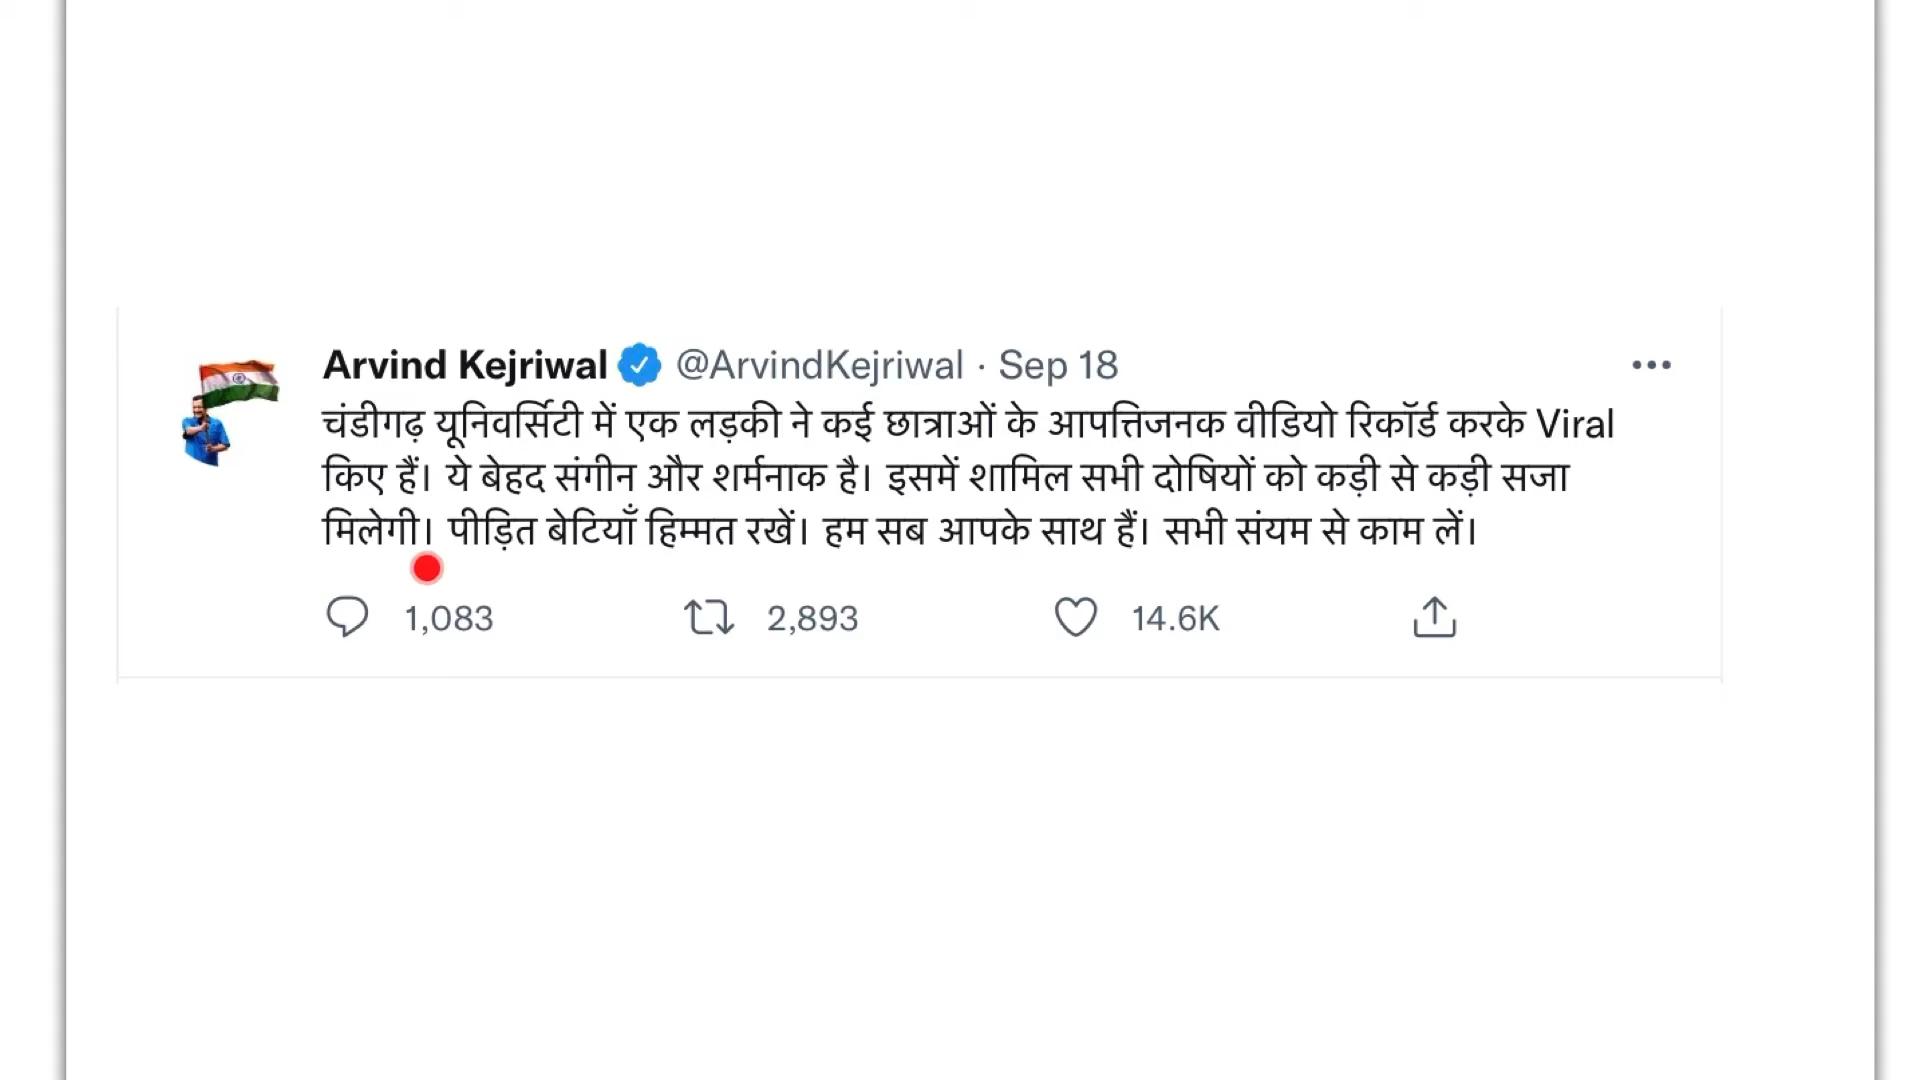 Arvind Kejriwal @ArvindKejriwal · Sep 18
चंडीगढ़ यूनिवर्सिटी में एक लड़की ने कई छात्राओं के आपत्तिजनक वीडियो रिकॉर्ड करके Viral
किए हैं। ये बेहद संगीन और शर्मनाक है। इसमें शामिल सभी दोषियों को कड़ी से कड़ी सजा
मिलेगी। पीड़ित बेटियाँ हिम्मत रखें। हम सब आपके साथ हैं। सभी संयम से काम लें।
1,083 2,893 14.6K